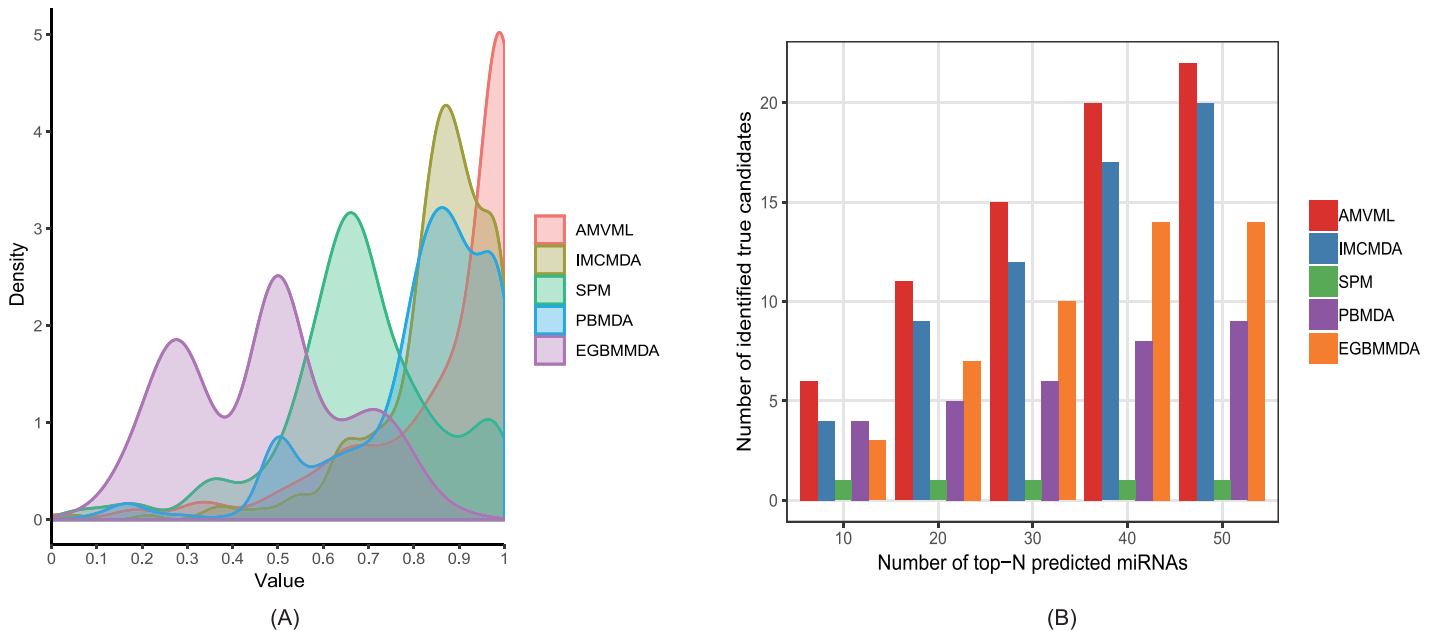 5
4
3
2
1
0
Density
0 0.1 0.2 0.3 0.4 0.5 0.6 0.7 0.8 0.9 1
Value
AMVML
IMCMDA
SPM
PBMDA
EGBMMDA
(A)
20
15
10
5
0
Number of identified true candidates
10 20 30 40 50
Number of top−N predicted miRNAs
AMVML
IMCMDA
SPM
PBMDA
EGBMMDA
(B)